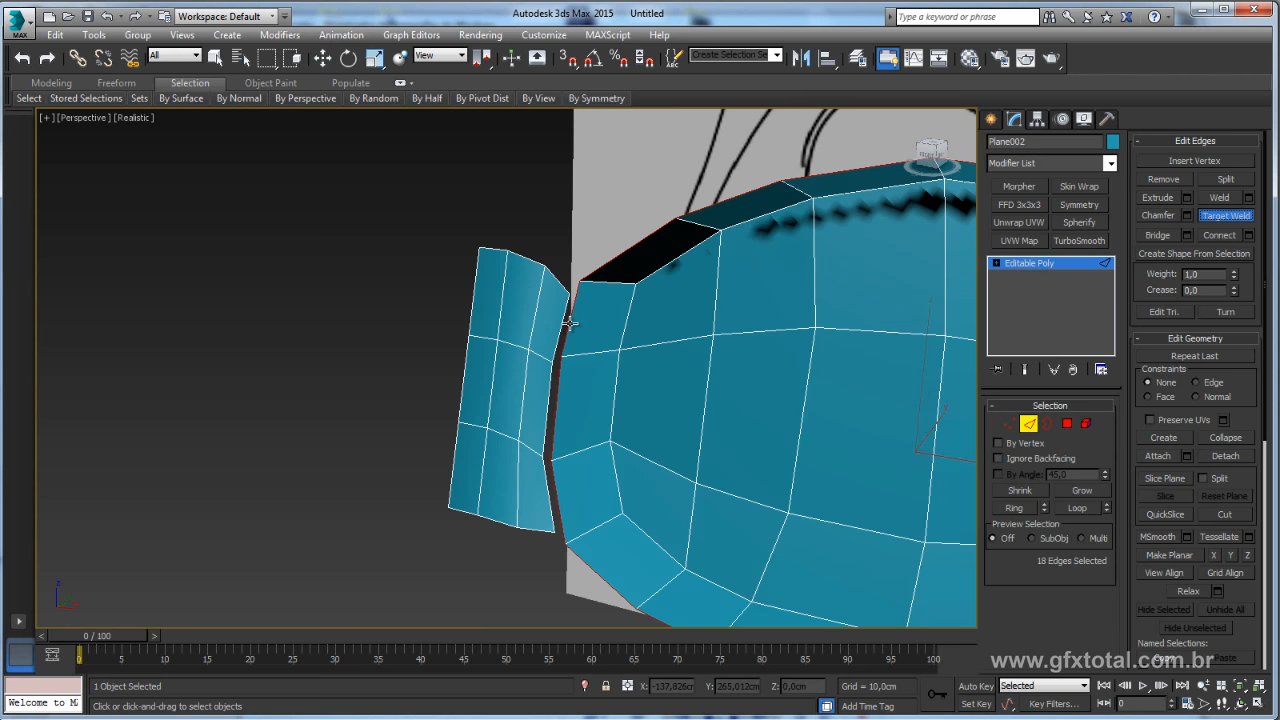 MAX
Workspace: Default
Autodesk 3ds Max 2015 Untitled
Type a keyword or phrase
Edit Tools Group Views Create Modifiers Animation Graph Editors Rendering Customize MAXScript Help
All
View
Create Selection Se
Modeling Freeform Selection Object Paint Populate
Select Stored Selections Sets By Surface By Normal By Perspective By Random By Half By Pivot Dist By View By Symmetry
[+] [Perspective] [Realistic]
Plane002
Modifier List
Morpher Skin Wrap
FFD 3x3x3 Symmetry
Unwrap UVW Spherify
UVW Map TurboSmooth
Editable Poly
Selection
By Vertex
Ignore Backfacing
By Angle: 45,0
Shrink Grow
Ring Loop
Preview Selection
Off SubObj Multi
18 Edges Selected
Edit Edges
Insert Vertex
Remove Split
Extrude Weld
Chamfer Target Weld
Bridge Connect
Create Shape From Selection
Weight: 1,0
Crease: 0,0
Edit Tri. Turn
Edit Geometry
Repeat Last
Constraints
None Edge
Face Normal
Preserve UVs
Create Collapse
Attach Detach
Slice Plane Split
Slice Reset Plane
QuickSlice Cut
MSmooth Tessellate
Make Planar X Y Z
View Align Grid Align
Relax
Hide Selected Unhide All
Hide Unselected
Named Selections:
Copy Paste
www.gfxtotal.com.br
0 / 100
0 5 10 15 20 25 30 35 40 45 50 55 60 65 70 75 80 85 90 95 100
1 Object Selected
X: -137,826cm Y: 265,012cm Z: 0,0cm Grid = 10,0cm
Auto Key Selected
Welcome to M
Click or click-and-drag to select objects
Add Time Tag
Set Key Key Filters... 0